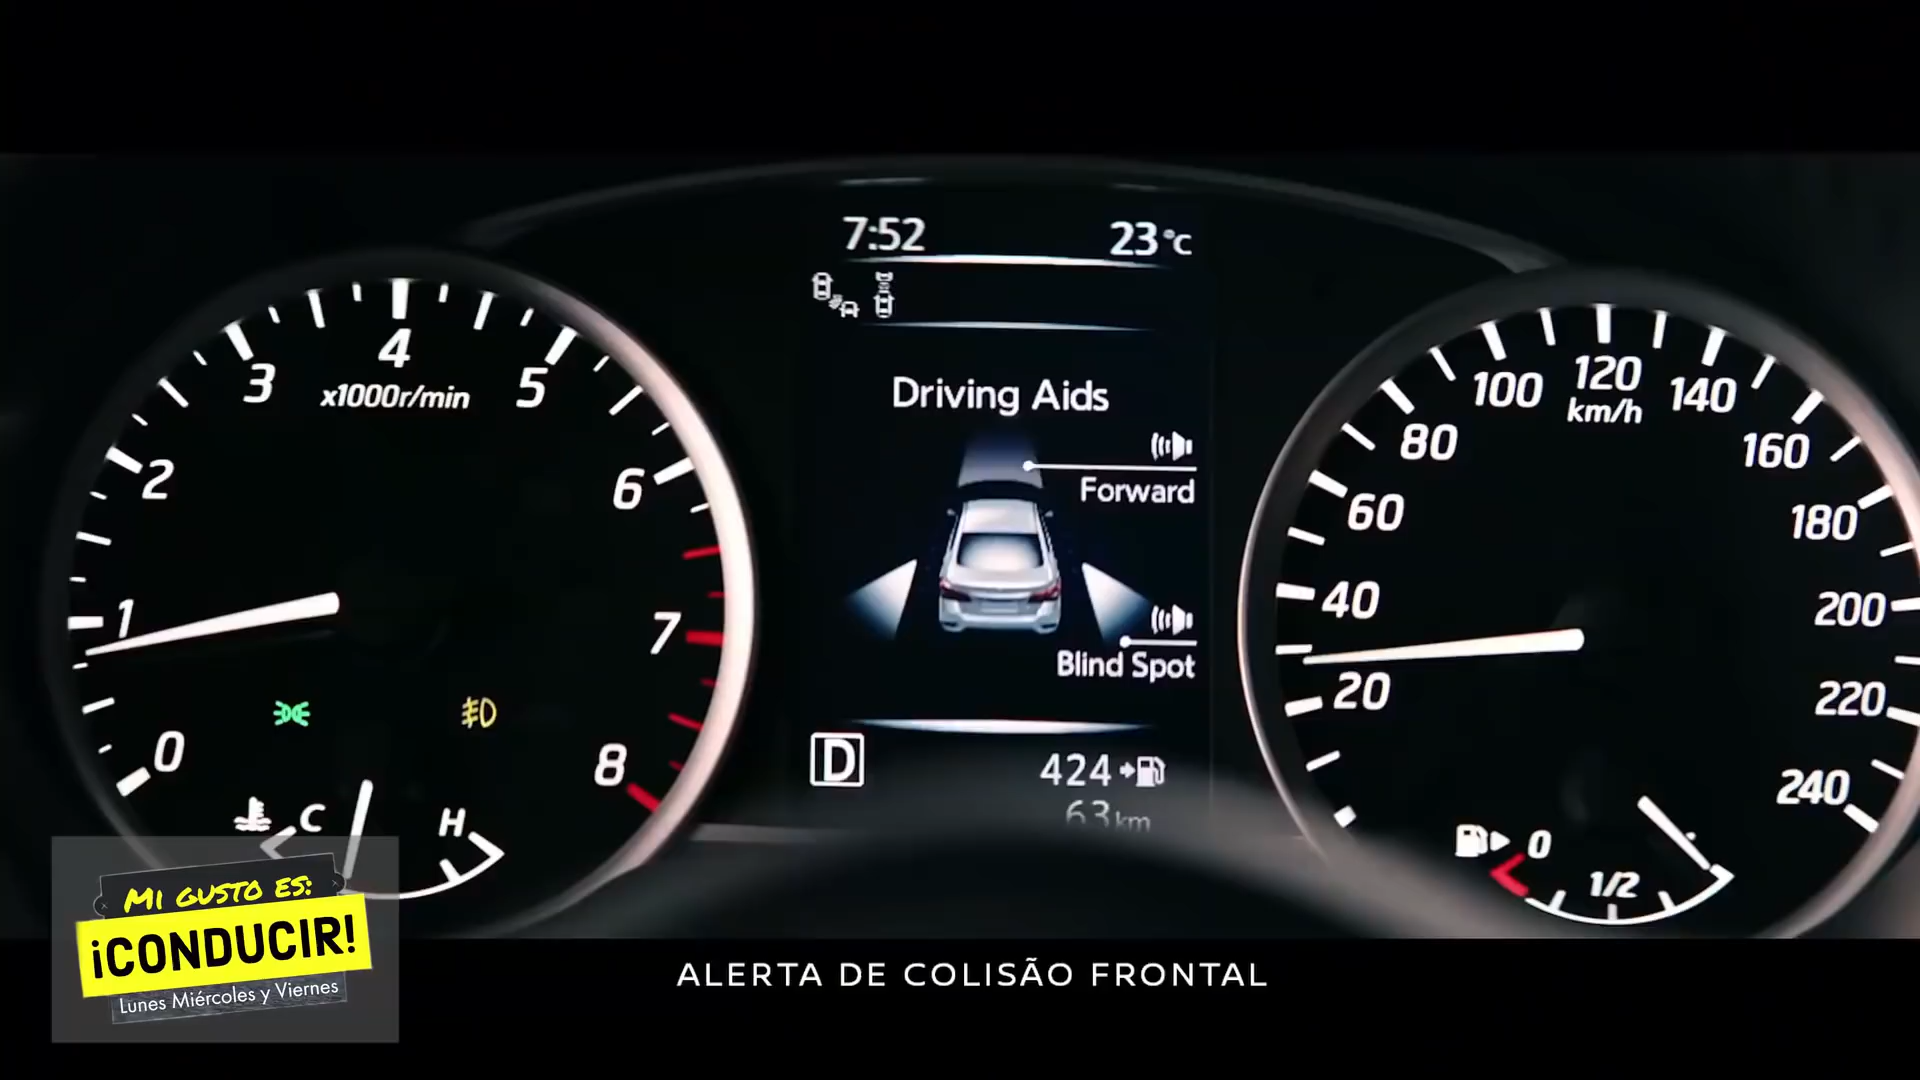 7:52 23°C
Driving Aids
Forward
Blind Spot
D
424
63 km
0
1
2
3
4
5
6
7
8
x1000r/min
C
H
20
40
60
80
100
120
km/h
140
160
180
200
220
240
0
1/2
MI GUSTO ES:
¡CONDUCIR!
Lunes Miércoles y Viernes
ALERTA DE COLISÃO FRONTAL